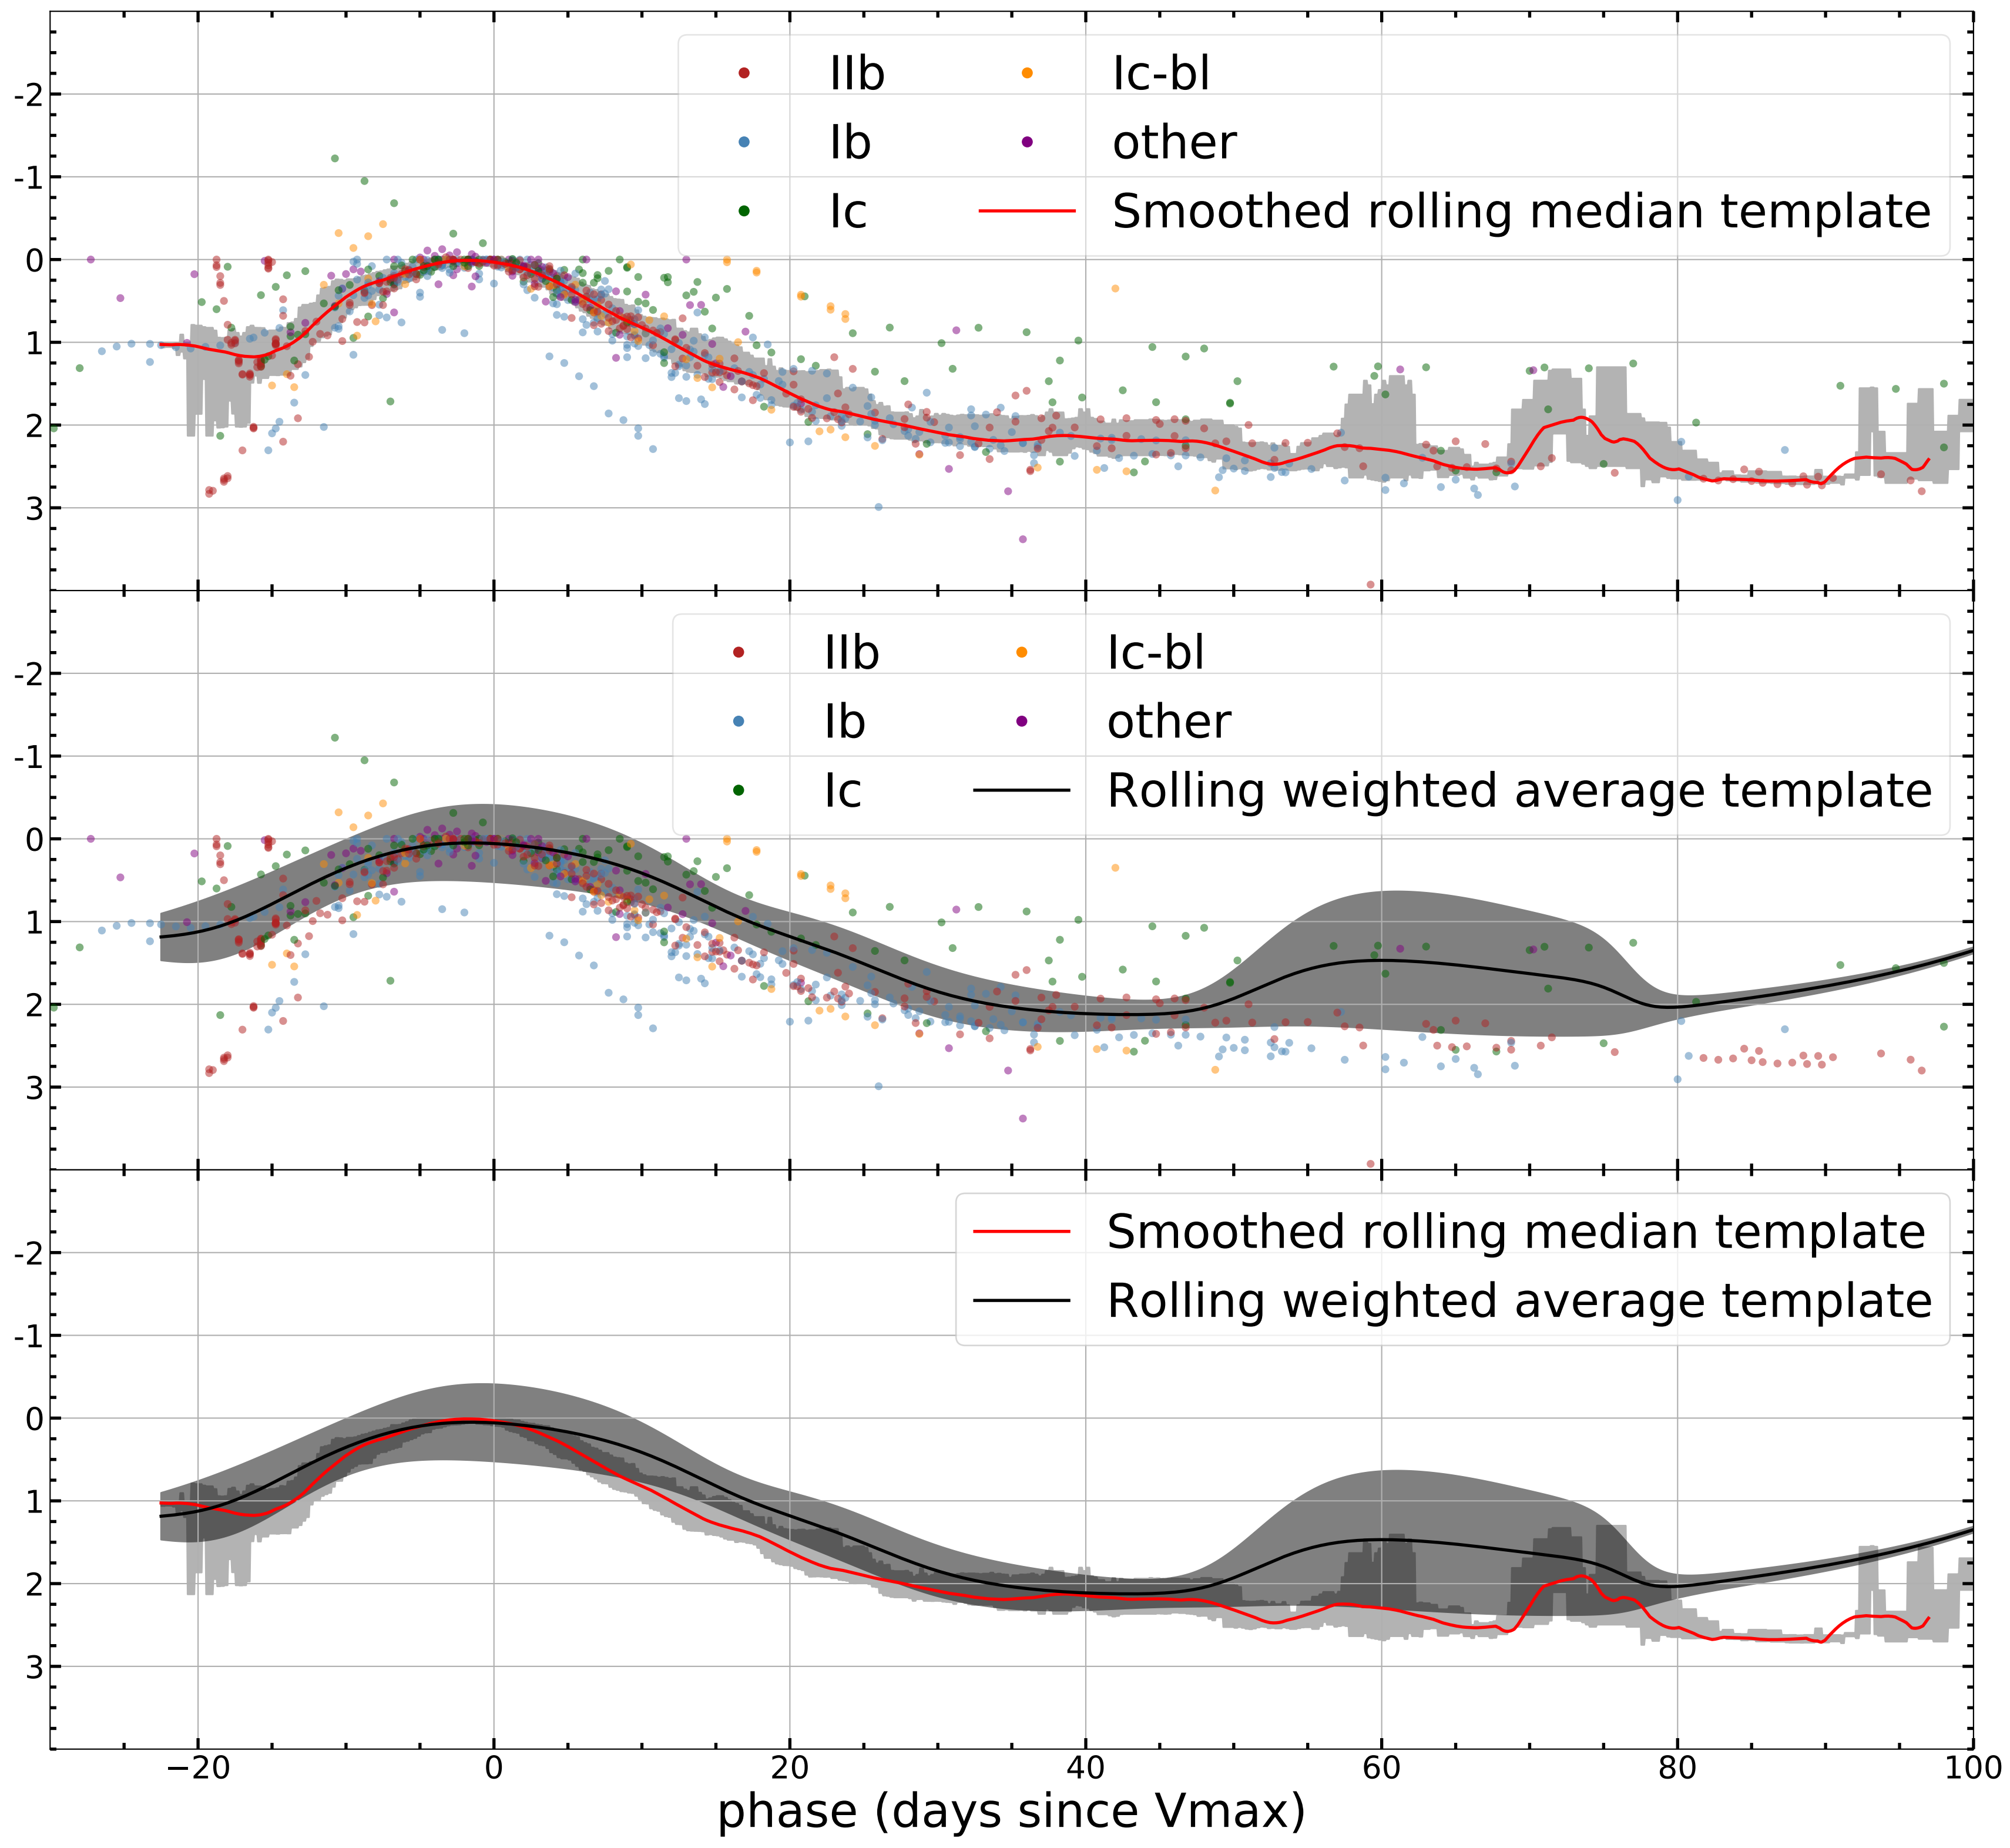 IIb Ic-bl
Ib other
Ic Smoothed rolling median template
-2
-1
0
1
2
3
IIb Ic-bl
Ib other
Ic Rolling weighted average template
-2
-1
0
1
2
3
Smoothed rolling median template
Rolling weighted average template
-2
-1
0
1
2
3
−20 0 20 40 60 80 100
phase (days since Vmax)